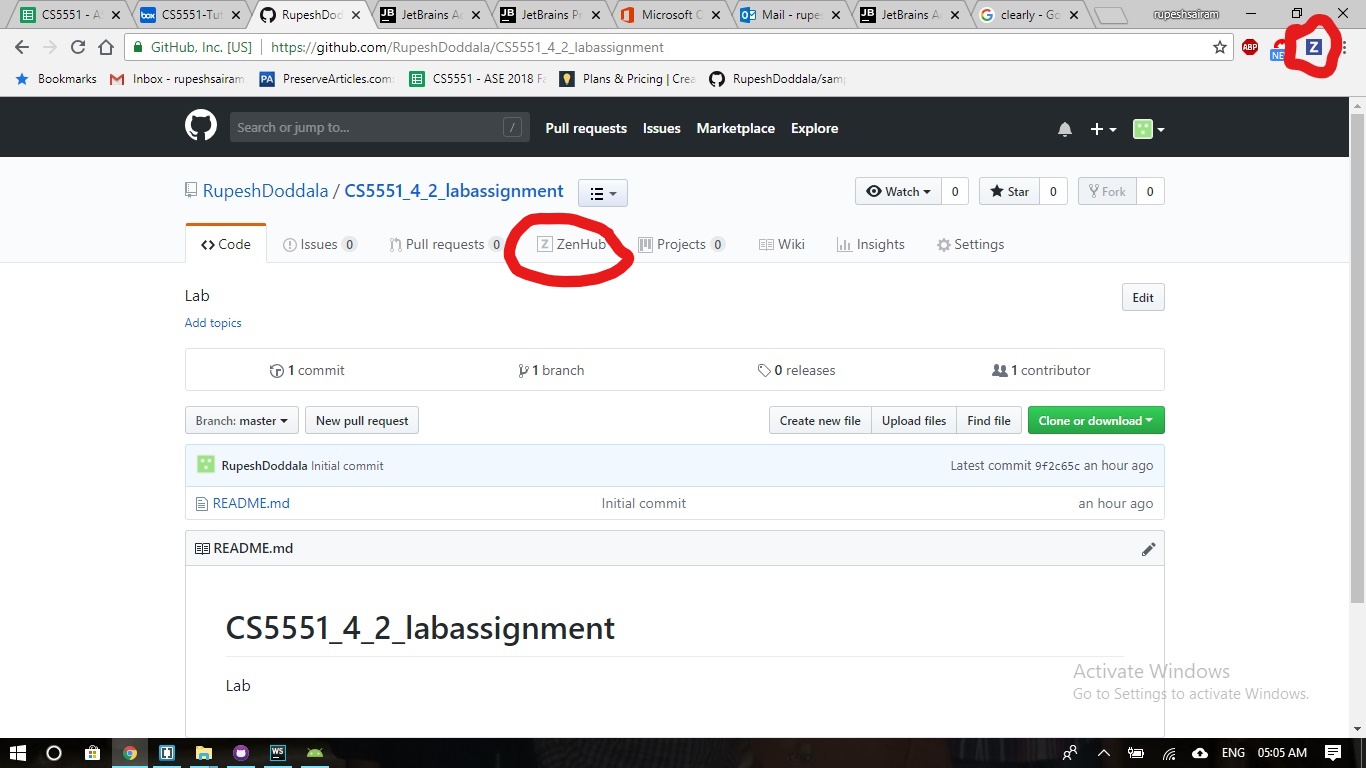 CS5551 - A
CS5551-Tut
RupeshDod
JetBrains Ac
JetBrains Pr
Microsoft O
Mail - rupes
JetBrains A
clearly - Go
rupeshsairam
GitHub, Inc. [US] https://github.com/RupeshDoddala/CS5551_4_2_labassignment
ABP
NE
Z
Bookmarks
Inbox - rupeshsairam
PreserveArticles.com
CS5551 - ASE 2018 Fa
Plans & Pricing | Crea
RupeshDoddala/samp
Search or jump to... /
Pull requests Issues Marketplace Explore
RupeshDoddala / CS5551_4_2_labassignment
Watch 0 Star 0 Fork 0
Code Issues 0 Pull requests 0 ZenHub Projects 0 Wiki Insights Settings
Lab
Edit
Add topics
1 commit 1 branch 0 releases 1 contributor
Branch: master New pull request Create new file Upload files Find file Clone or download
RupeshDoddala Initial commit Latest commit 9f2c65c an hour ago
README.md Initial commit an hour ago
README.md
CS5551_4_2_labassignment
Lab
Activate Windows
Go to Settings to activate Windows.
WS
ENG 05:05 AM